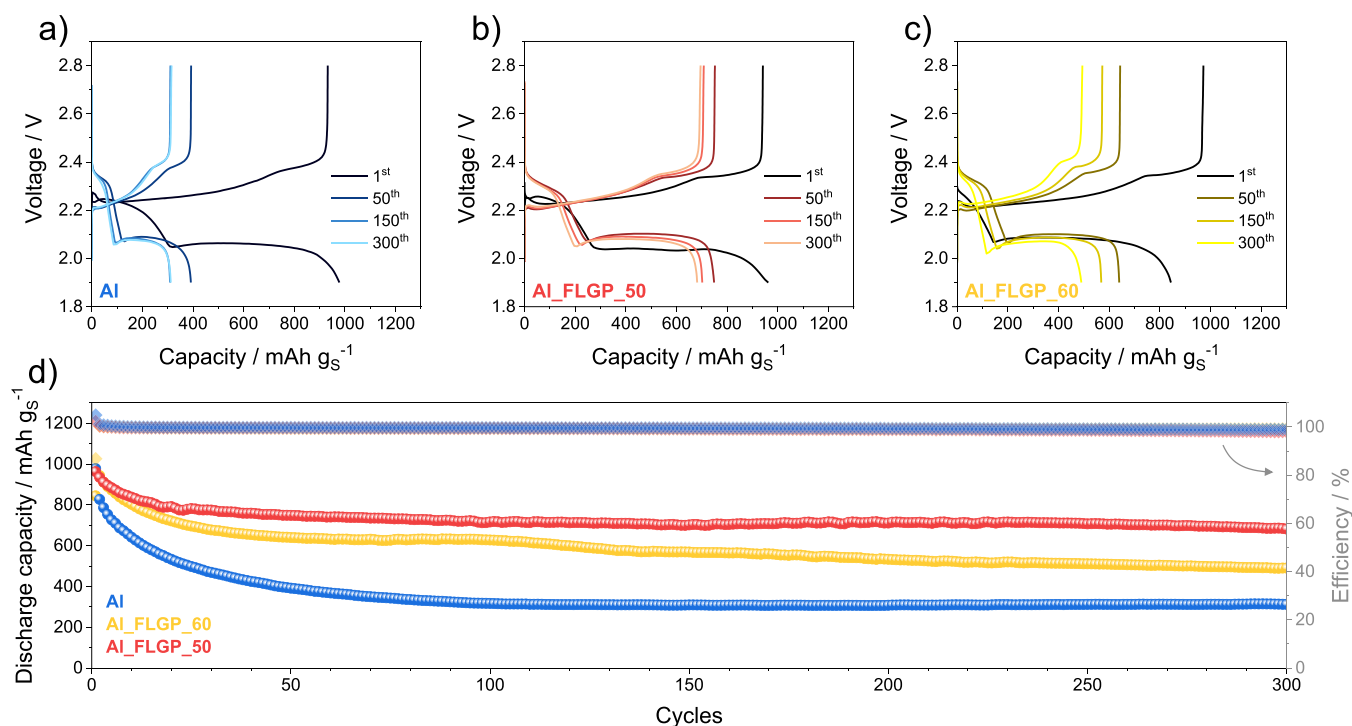 a)
2.8
2.6
2.4
2.2
2.0
1.8
Voltage / V
1st
50th
150th
300th
Al
0 200 400 600 800 1000 1200
Capacity / mAh gS-1
b)
2.8
2.6
2.4
2.2
2.0
1.8
Voltage / V
1st
50th
150th
300th
Al_FLGP_50
0 200 400 600 800 1000 1200
Capacity / mAh gS-1
c)
2.8
2.6
2.4
2.2
2.0
1.8
Voltage / V
1st
50th
150th
300th
Al_FLGP_60
0 200 400 600 800 1000 1200
Capacity / mAh gS-1
d)
Discharge capacity / mAh gS-1
1200
1000
800
600
400
200
0
Al
Al_FLGP_60
Al_FLGP_50
100
80
60
40
20
0
Efficiency / %
0 50 100 150 200 250 300
Cycles